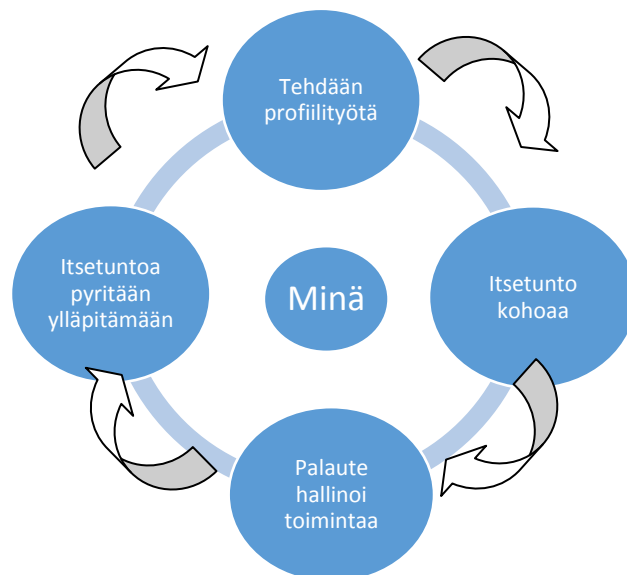 Tehdään
profiilityötä
Itsetunto
kohoaa
Palaute
hallinoi
toimintaa
Itsetuntoa
pyritään
ylläpitämään
Minä